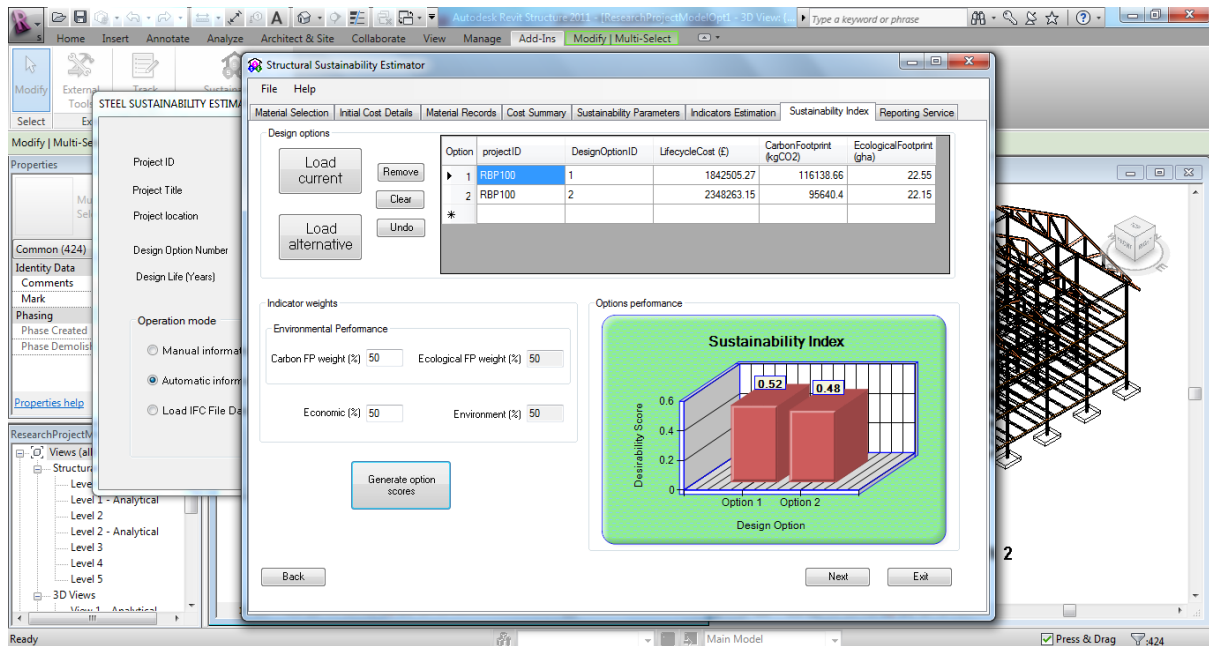 Autodesk Revit Structure 2011 - [ResearchProjectModelOpt1 - 3D View: {...
Type a keyword or phrase
S
Home Insert Annotate Analyze Architect & Site Collaborate View Manage Add-Ins Modify | Multi-Select
Modify External Track
Tools
Select
Modify | Multi-Se
Properties
Common (424)
Identity Data
Comments
Mark
Phasing
Phase Created
Phase Demolis
Properties help
ResearchProjectM
Views (all
Structura
Leve
Level 1 - Analytical
Level 2
Level 2 - Analytical
Level 3
Level 4
Level 5
3D Views
View 1 Analytical
Ready
Main Model
Press & Drag
:424
STEEL SUSTAINABILITY ESTIMA
Project ID
Project Title
Project location
Design Option Number
Design Life (Years)
Operation mode
Manual informat
Automatic inform
Load IFC File Da
Structural Sustainability Estimator
File Help
Material Selection Initial Cost Details Material Records Cost Summary Sustainability Parameters Indicators Estimation Sustainability Index Reporting Service
Design options
Load current
Remove
Clear
Load alternative
Undo
Option projectID DesignOptionID LifecycleCost (£) CarbonFootprint (kgCO2) EcologicalFootprint (gha)
1 RBP100 1 1842505.27 116138.66 22.55
2 RBP100 2 2348263.15 95640.4 22.15
Indicator weights
Environmental Performance
Carbon FP weight (%) 50 Ecological FP weight (%) 50
Economic (%) 50 Environment (%) 50
Generate option
scores
Options performance
Sustainability Index
0.52
0.48
0.6
0.4
0.2
0
Desirability Score
Option 1 Option 2
Design Option
Back
Next Exit
2